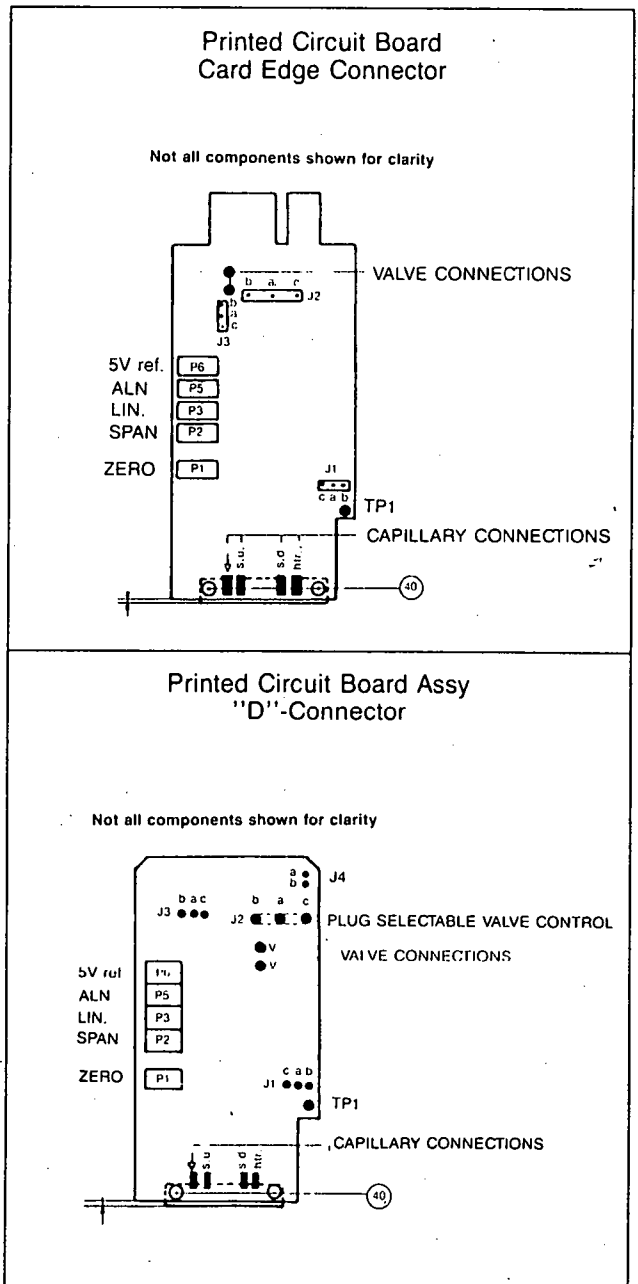 Printed Circuit Board
Card Edge Connector
Not all components shown for clarity
VALVE CONNECTIONS
b a c
J2
b
a
c
J3
5V ref. P6
ALN P5
LIN. P3
SPAN P2
ZERO P1
J1
c a b
TP1
CAPILLARY CONNECTIONS
s.u. s.d htr.
40
Printed Circuit Board Assy
"D"-Connector
Not all components shown for clarity
a
b
J4
b a c
J3
b a c
J2
PLUG SELECTABLE VALVE CONTROL
V
V
VALVE CONNECTIONS
5V ref P6
ALN P5
LIN. P3
SPAN P2
ZERO P1
c a b
J1
TP1
CAPILLARY CONNECTIONS
s.u s.d htr.
40